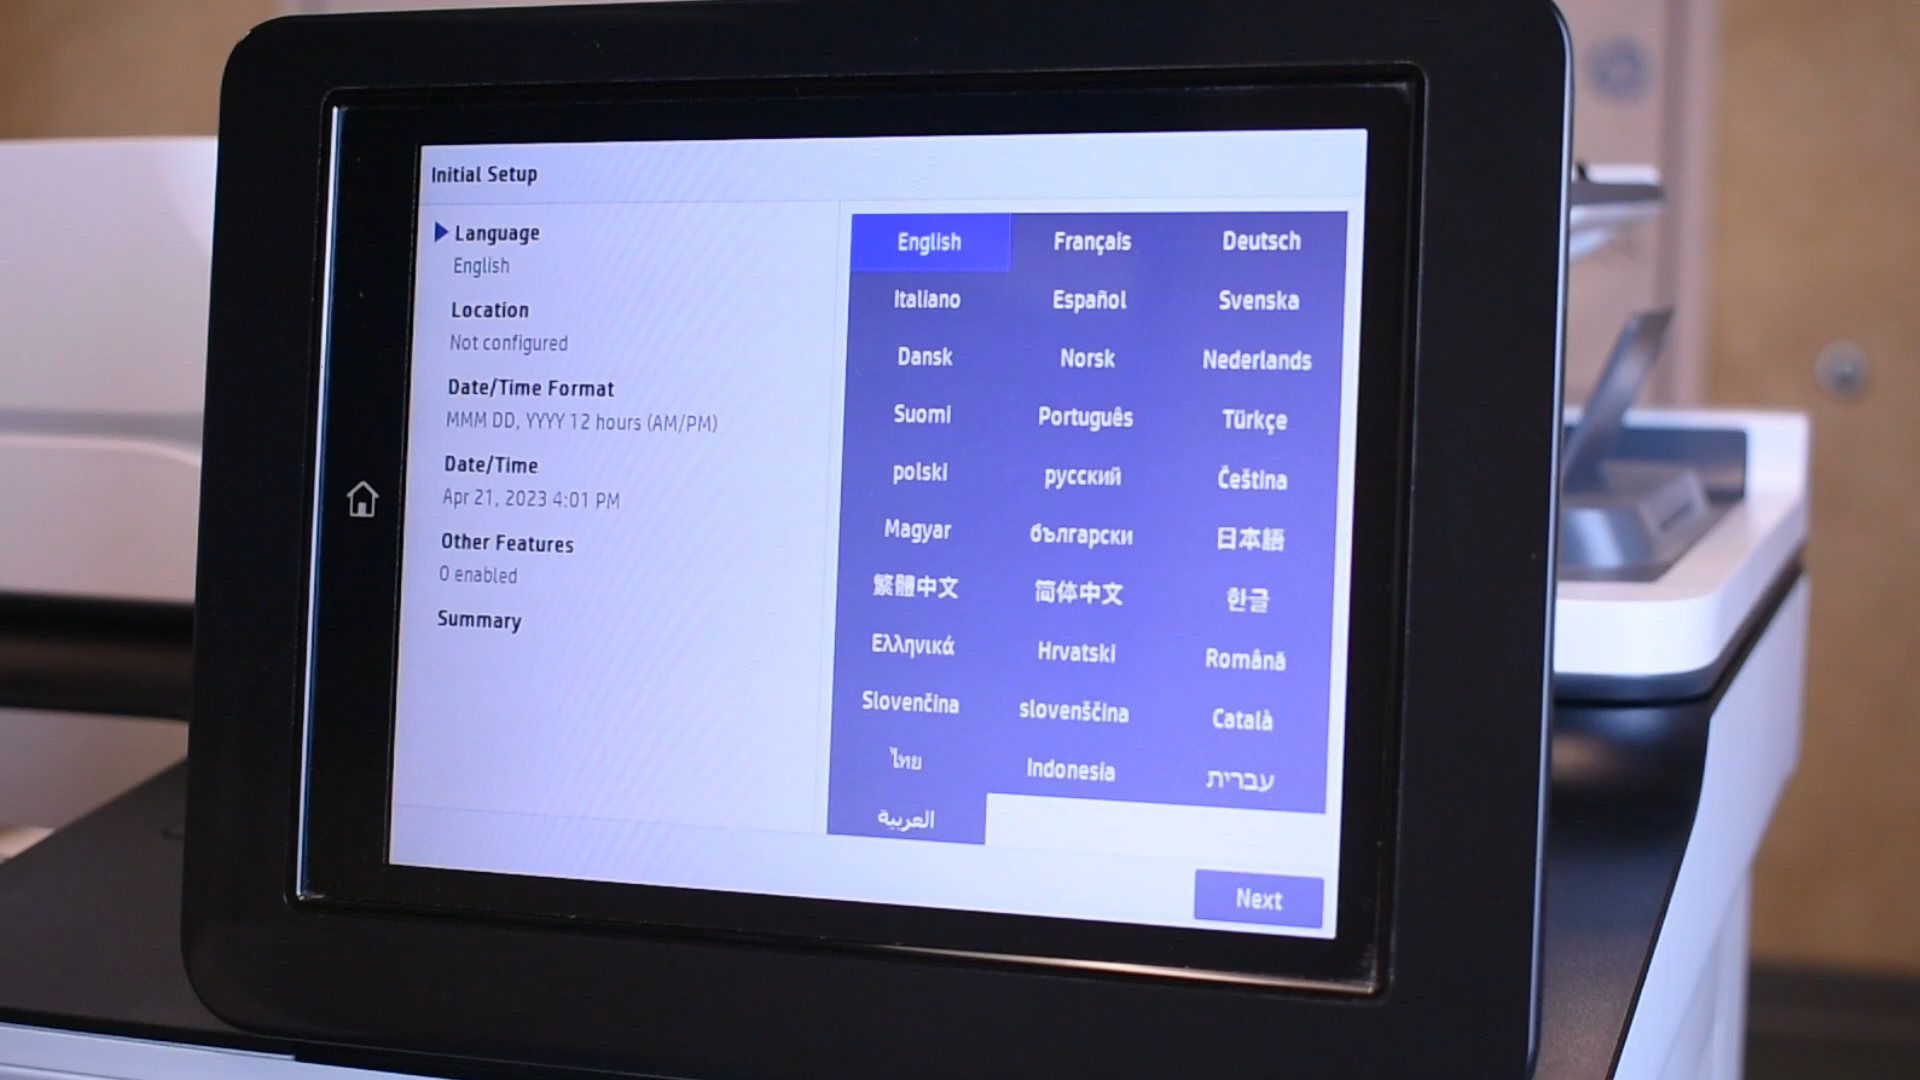 Initial Setup
Language
English
Location
Not configured
Date/Time Format
MMM DD, YYYY 12 hours (AM/PM)
Date/Time
Apr 21, 2023 4:01 PM
Other Features
0 enabled
Summary
English Français Deutsch
Italiano Español Svenska
Dansk Norsk Nederlands
Suomi Português Türkçe
polski русский Čeština
Magyar български 日本語
繁體中文 简体中文 한글
Ελληνικά Hrvatski Română
Slovenčina slovenščina Català
ไทย Indonesia עברית
العربية
Next